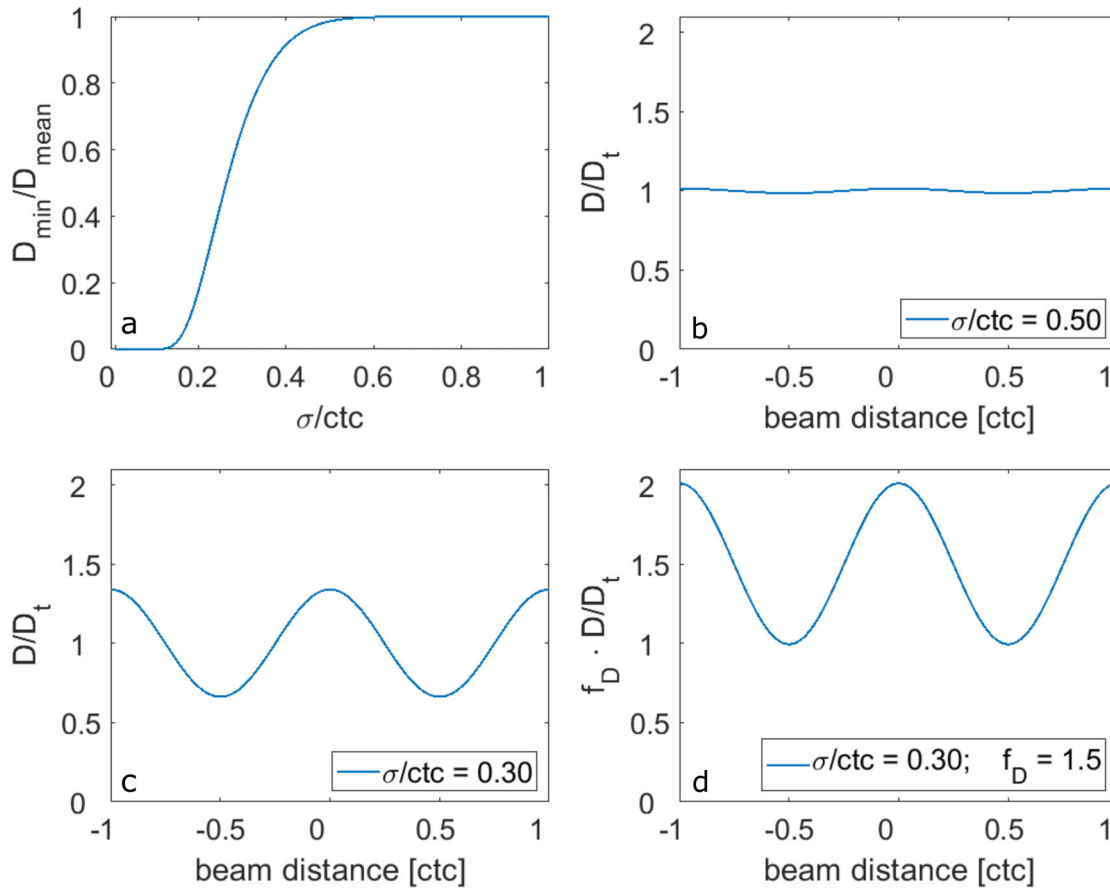 1
0.8
0.6
0.4
0.2
0
D_min/D_mean
a
0
0.2
0.4
0.6
0.8
1
σ/ctc
2
1.5
1
0.5
0
D/D_t
b
σ/ctc = 0.50
-1
-0.5
0
0.5
1
beam distance [ctc]
2
1.5
1
0.5
0
D/D_t
c
σ/ctc = 0.30
-1
-0.5
0
0.5
1
beam distance [ctc]
2
1.5
1
0.5
0
f_D · D/D_t
d
σ/ctc = 0.30; f_D = 1.5
-1
-0.5
0
0.5
1
beam distance [ctc]